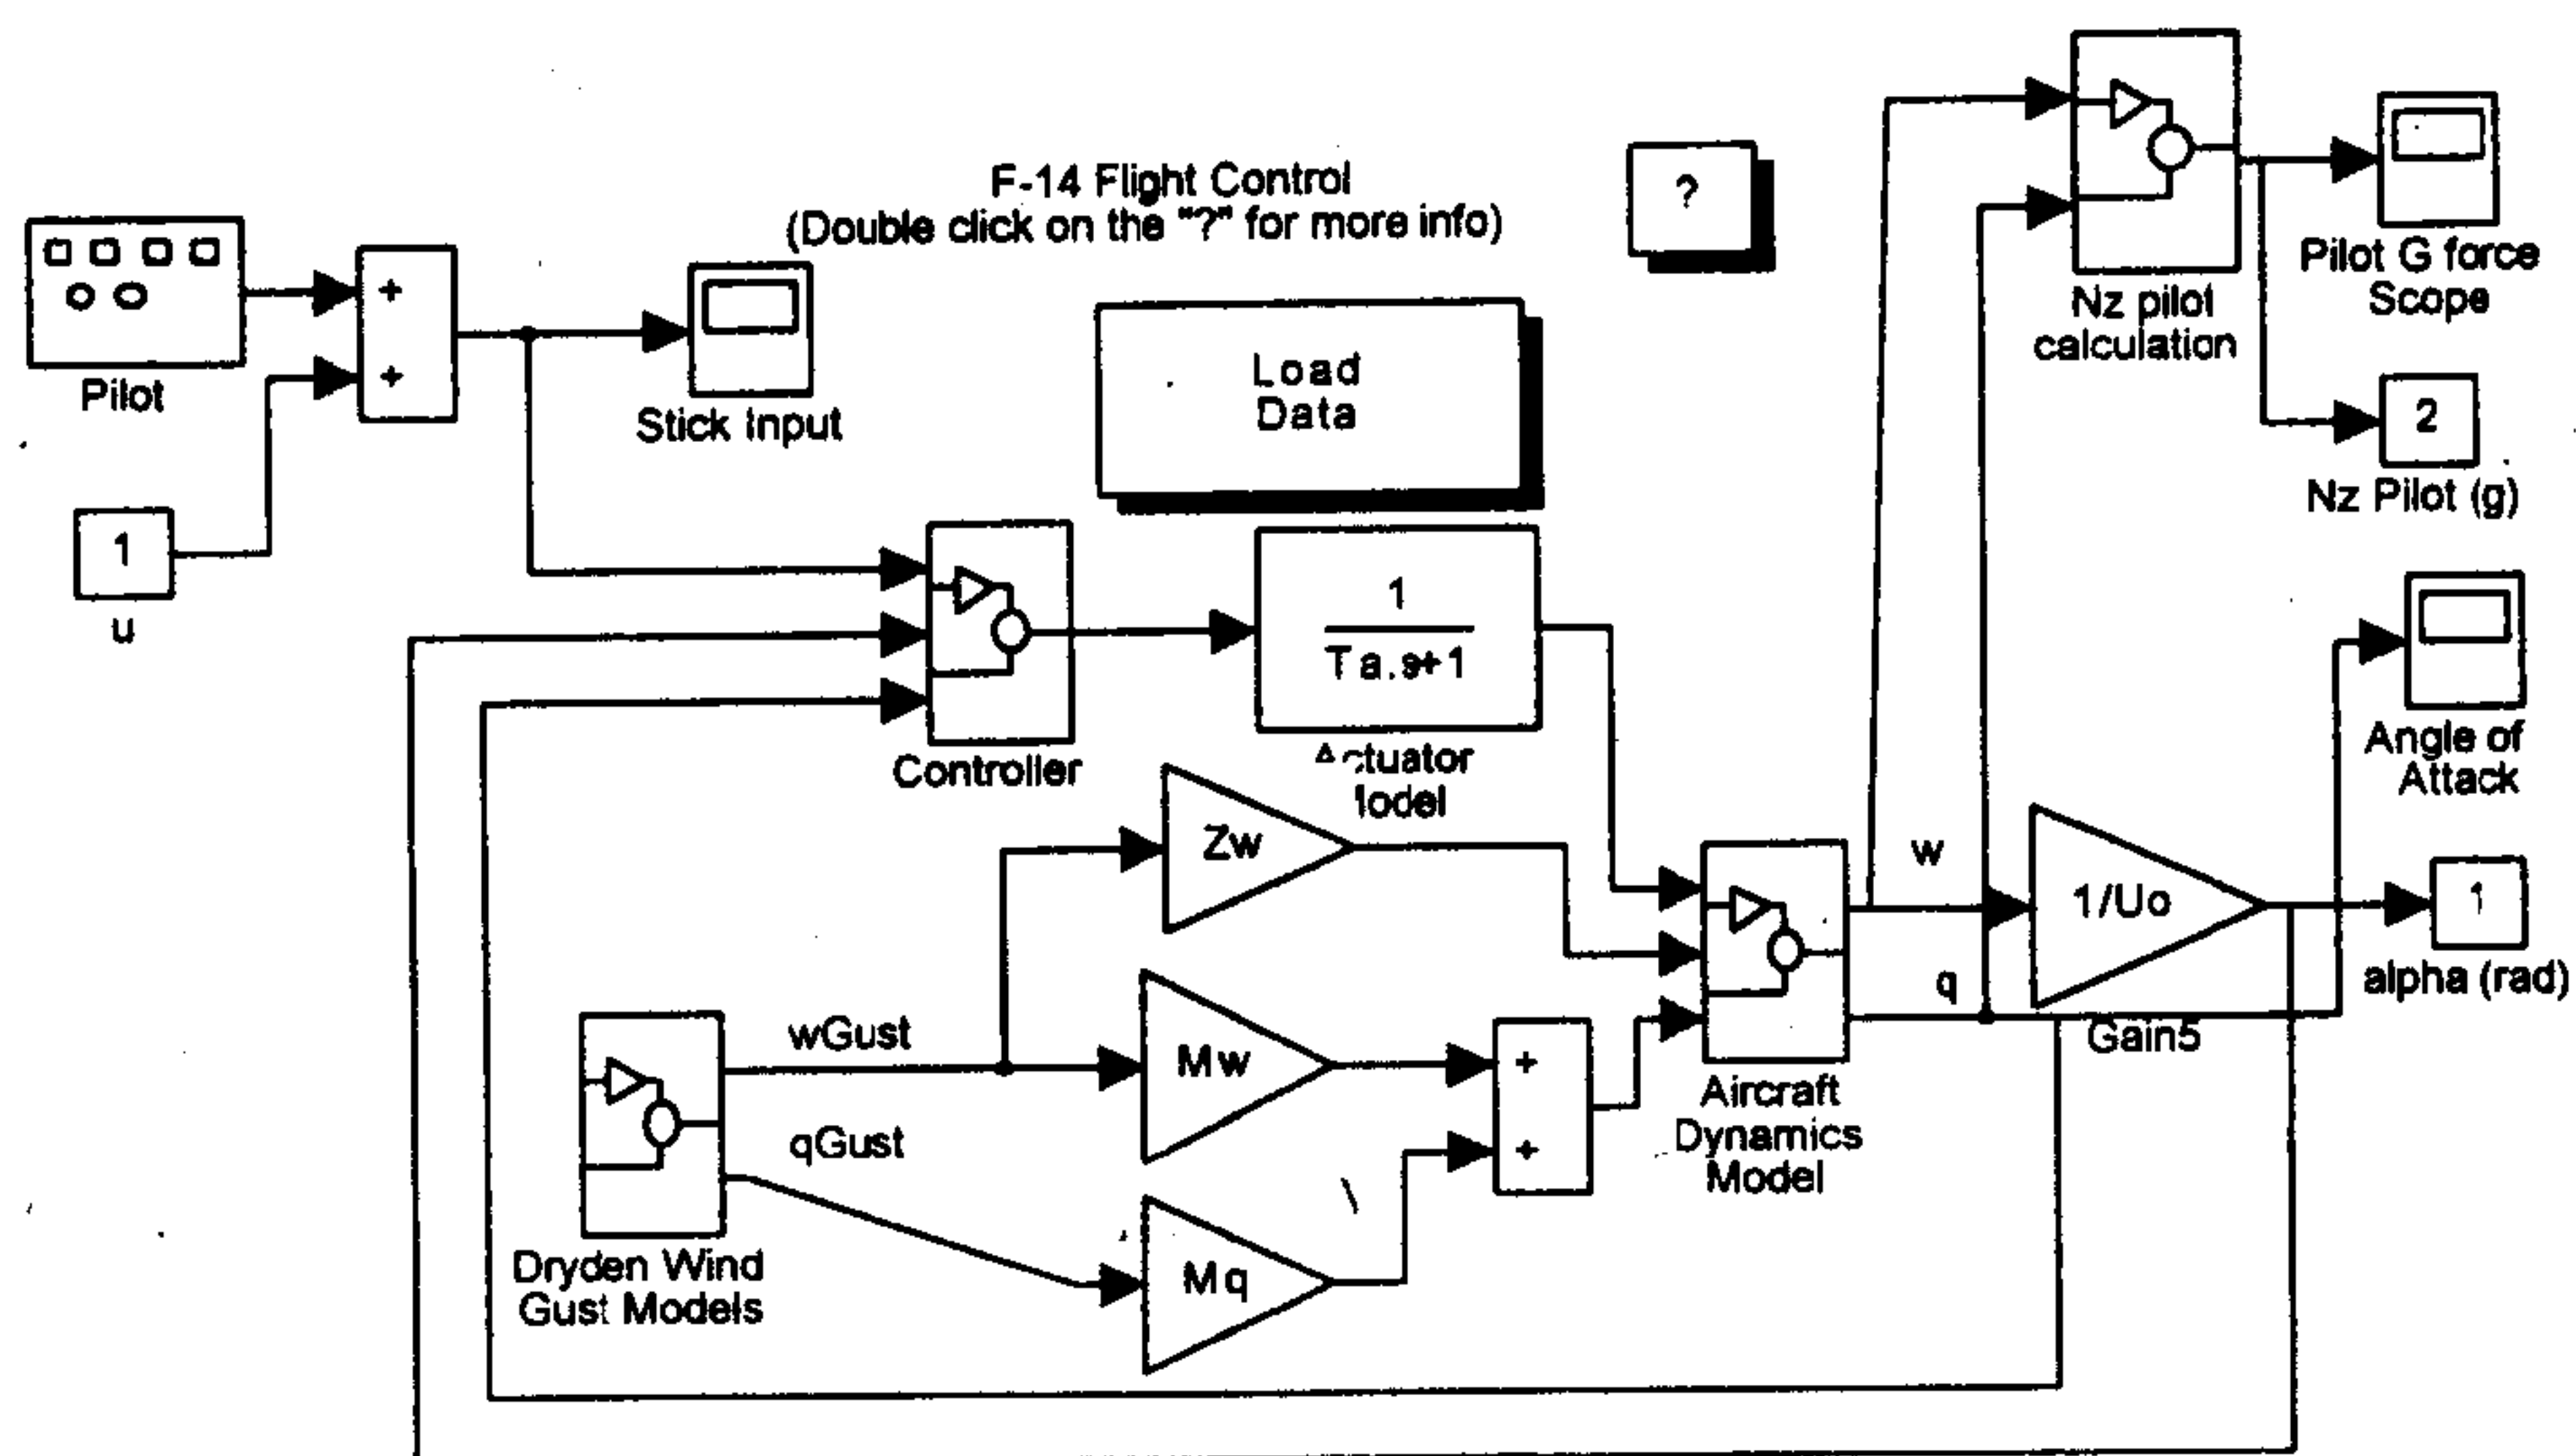 F-14 Flight Control
(Double click on the "?" for more info)
?
Pilot G force
Scope
Nz pilot
calculation
+
+
Pilot
Stick Input
Load
Data
2
Nz Pilot (g)
1
u
1
Ta.s+1
Controller
Actuator
Model
Angle of
Attack
Zw
w
1/Uo
1
alpha (rad)
q
Gain5
wGust
Mw
+
+
Aircraft
Dynamics
Model
qGust
Mq
Dryden Wind
Gust Models